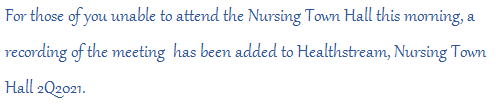 For those of you unable to attend the Nursing Town Hall this morning, a
recording of the meeting  has been added to Healthstream, Nursing Town
Hall 2Q2021.